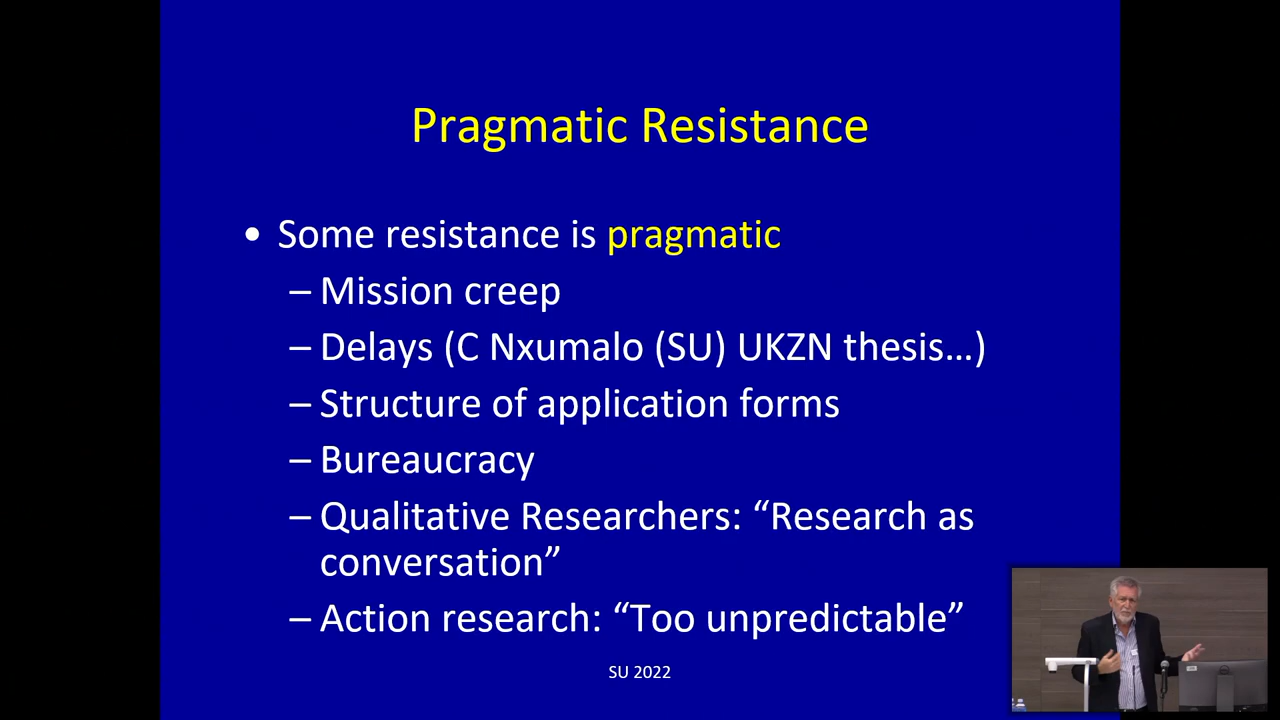 Pragmatic Resistance
• Some resistance is pragmatic
– Mission creep
– Delays (C Nxumalo (SU) UKZN thesis…)
– Structure of application forms
– Bureaucracy
– Qualitative Researchers: “Research as
conversation”
– Action research: “Too unpredictable”
SU 2022